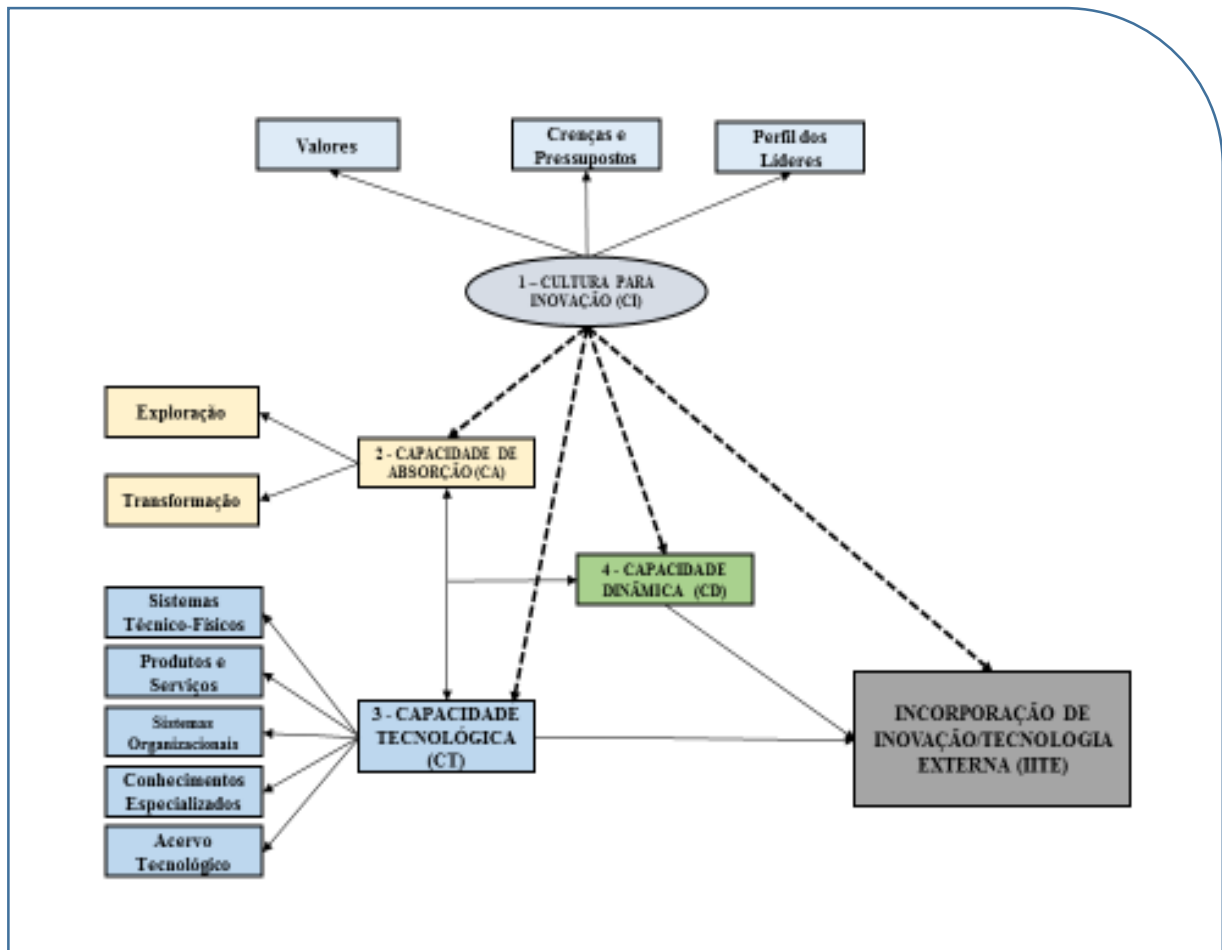 Valores
Crenças e
Pressupostos
Perfil dos
Líderes
1 – CULTURA PARA
INOVAÇÃO (CI)
Exploração
Transformação
2 - CAPACIDADE DE
ABSORÇÃO (CA)
4 - CAPACIDADE
DINÂMICA (CD)
Sistemas
Técnico-Físicos
Produtos e
Serviços
Sistemas
Organizacionais
Conhecimentos
Especializados
Acervo
Tecnológico
3 - CAPACIDADE
TECNOLÓGICA
(CT)
INCORPORAÇÃO DE
INOVAÇÃO/TECNOLOGIA
EXTERNA (IITE)